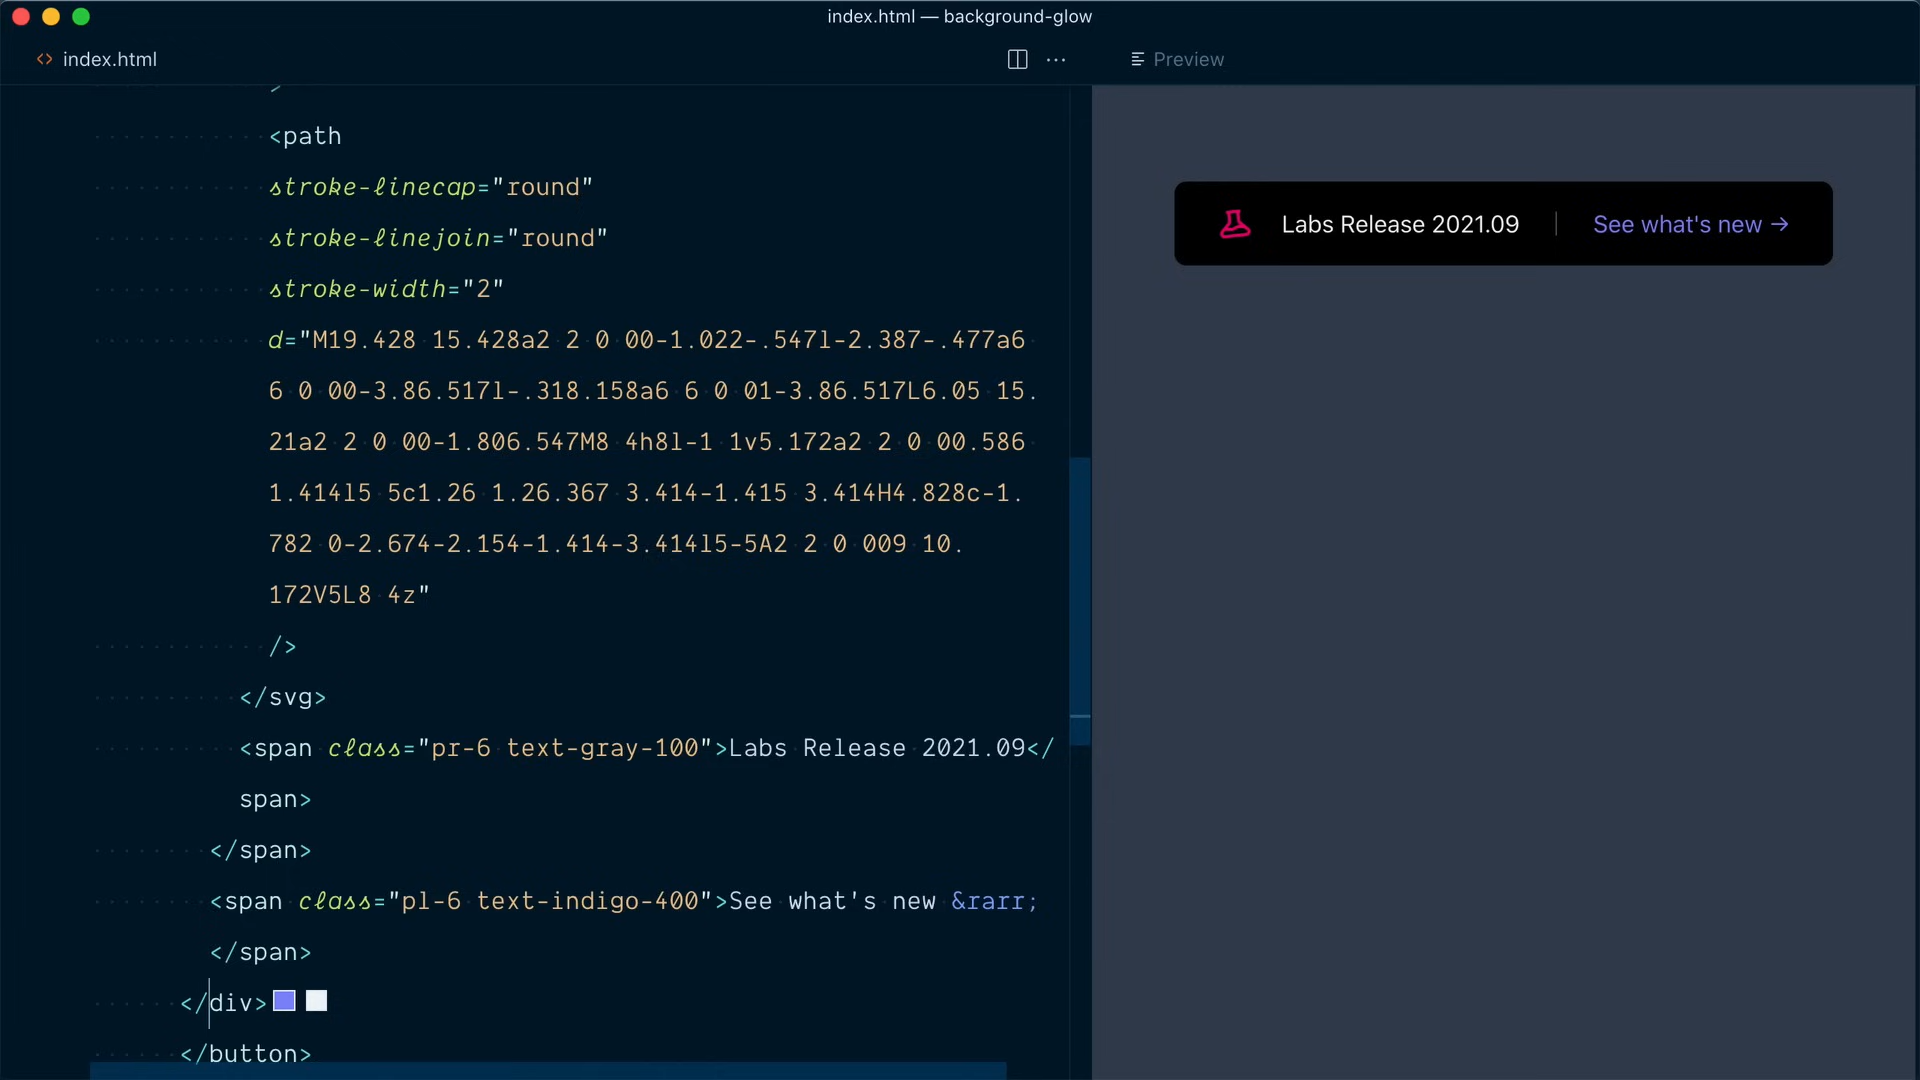 index.html — background-glow
<> index.html
Preview
>
<path
stroke-linecap="round"
stroke-linejoin="round"
stroke-width="2"
d="M19.428 15.428a2 2 0 00-1.022-.547l-2.387-.477a6
6 0 00-3.86.517l-.318.158a6 6 0 01-3.86.517L6.05 15.
21a2 2 0 00-1.806.547M8 4h8l-1 1v5.172a2 2 0 00.586
1.414l5 5c1.26 1.26.367 3.414-1.415 3.414H4.828c-1.
782 0-2.674-2.154-1.414-3.414l5-5A2 2 0 009 10.
172V5L8 4z"
/>
</svg>
<span class="pr-6 text-gray-100">Labs Release 2021.09</
span>
</span>
<span class="pl-6 text-indigo-400">See what's new &rarr;
</span>
</div>
</button>
Labs Release 2021.09 | See what's new →